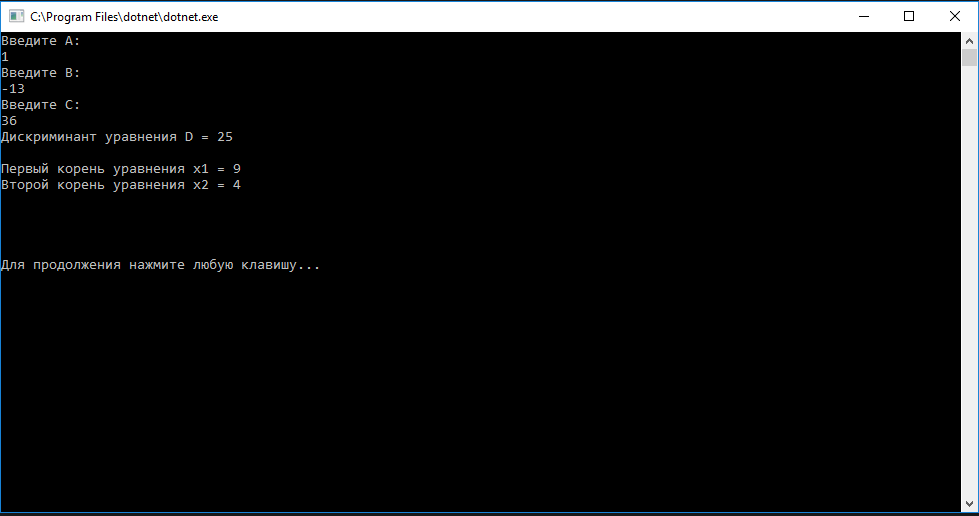 C:\Program Files\dotnet\dotnet.exe
Введите A:
1
Введите B:
-13
Введите C:
36
Дискриминант уравнения D = 25
Первый корень уравнения x1 = 9
Второй корень уравнения x2 = 4
Для продолжения нажмите любую клавишу...